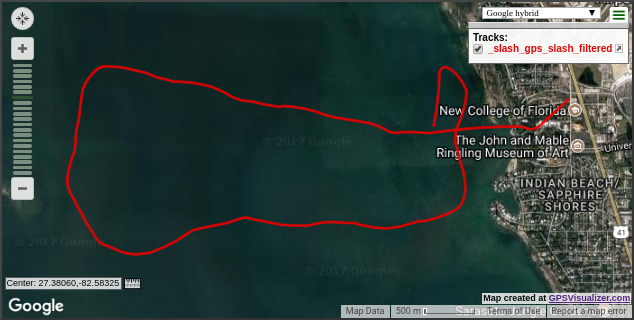 Google hybrid ▼
Tracks:
_slash_gps_slash_filtered
New College of Florida
The John and Mable
Ringling Museum of Art
Univer
INDIAN BEACH/
SAPPHIRE
SHORES
41
© 2017 Google
© 2017 Google
© 2017 Google
Center: 27.38060,-82.58325
Map created at GPSVisualizer.com
Google
Map Data
500 m
Terms of Use
Report a map error